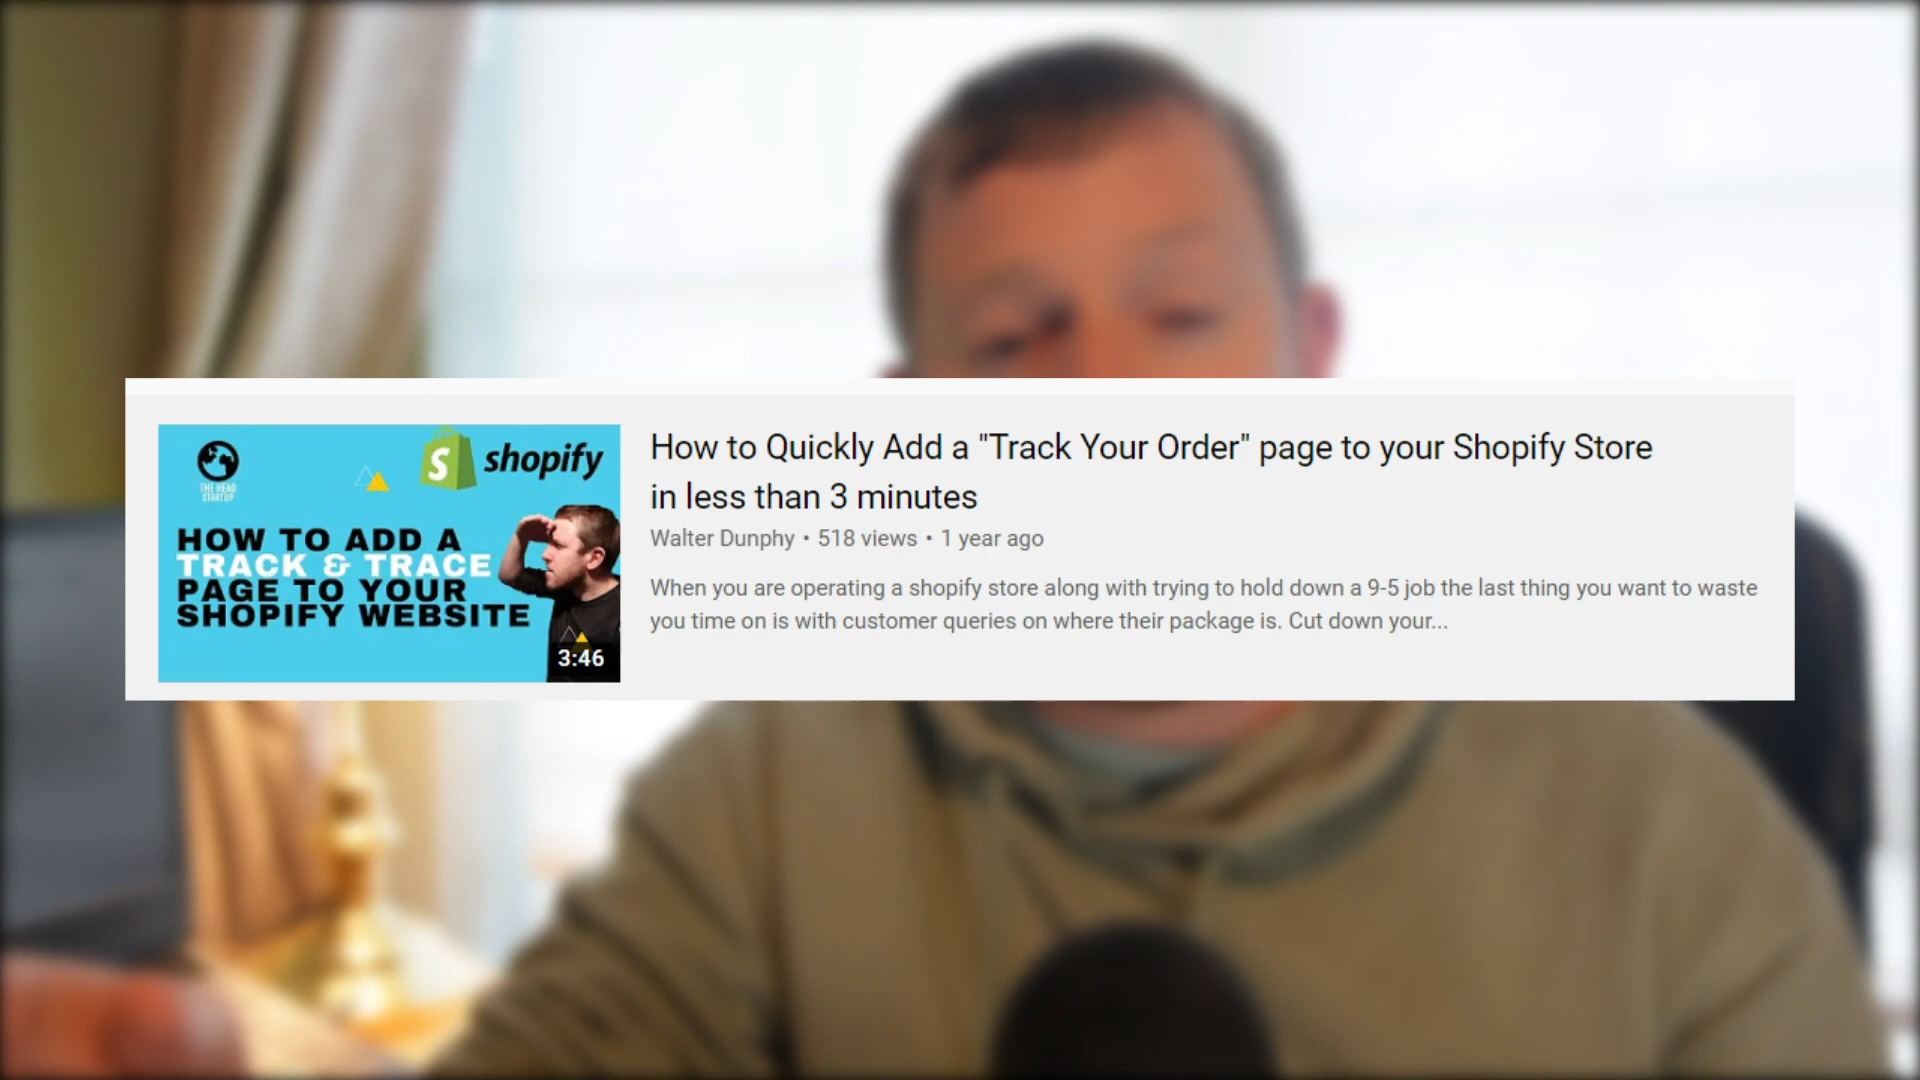 THE HEAD
STARTUP
S shopify
HOW TO ADD A
TRACK & TRACE
PAGE TO YOUR
SHOPIFY WEBSITE
3:46
How to Quickly Add a "Track Your Order" page to your Shopify Store
in less than 3 minutes
Walter Dunphy • 518 views • 1 year ago
When you are operating a shopify store along with trying to hold down a 9-5 job the last thing you want to waste
you time on is with customer queries on where their package is. Cut down your...